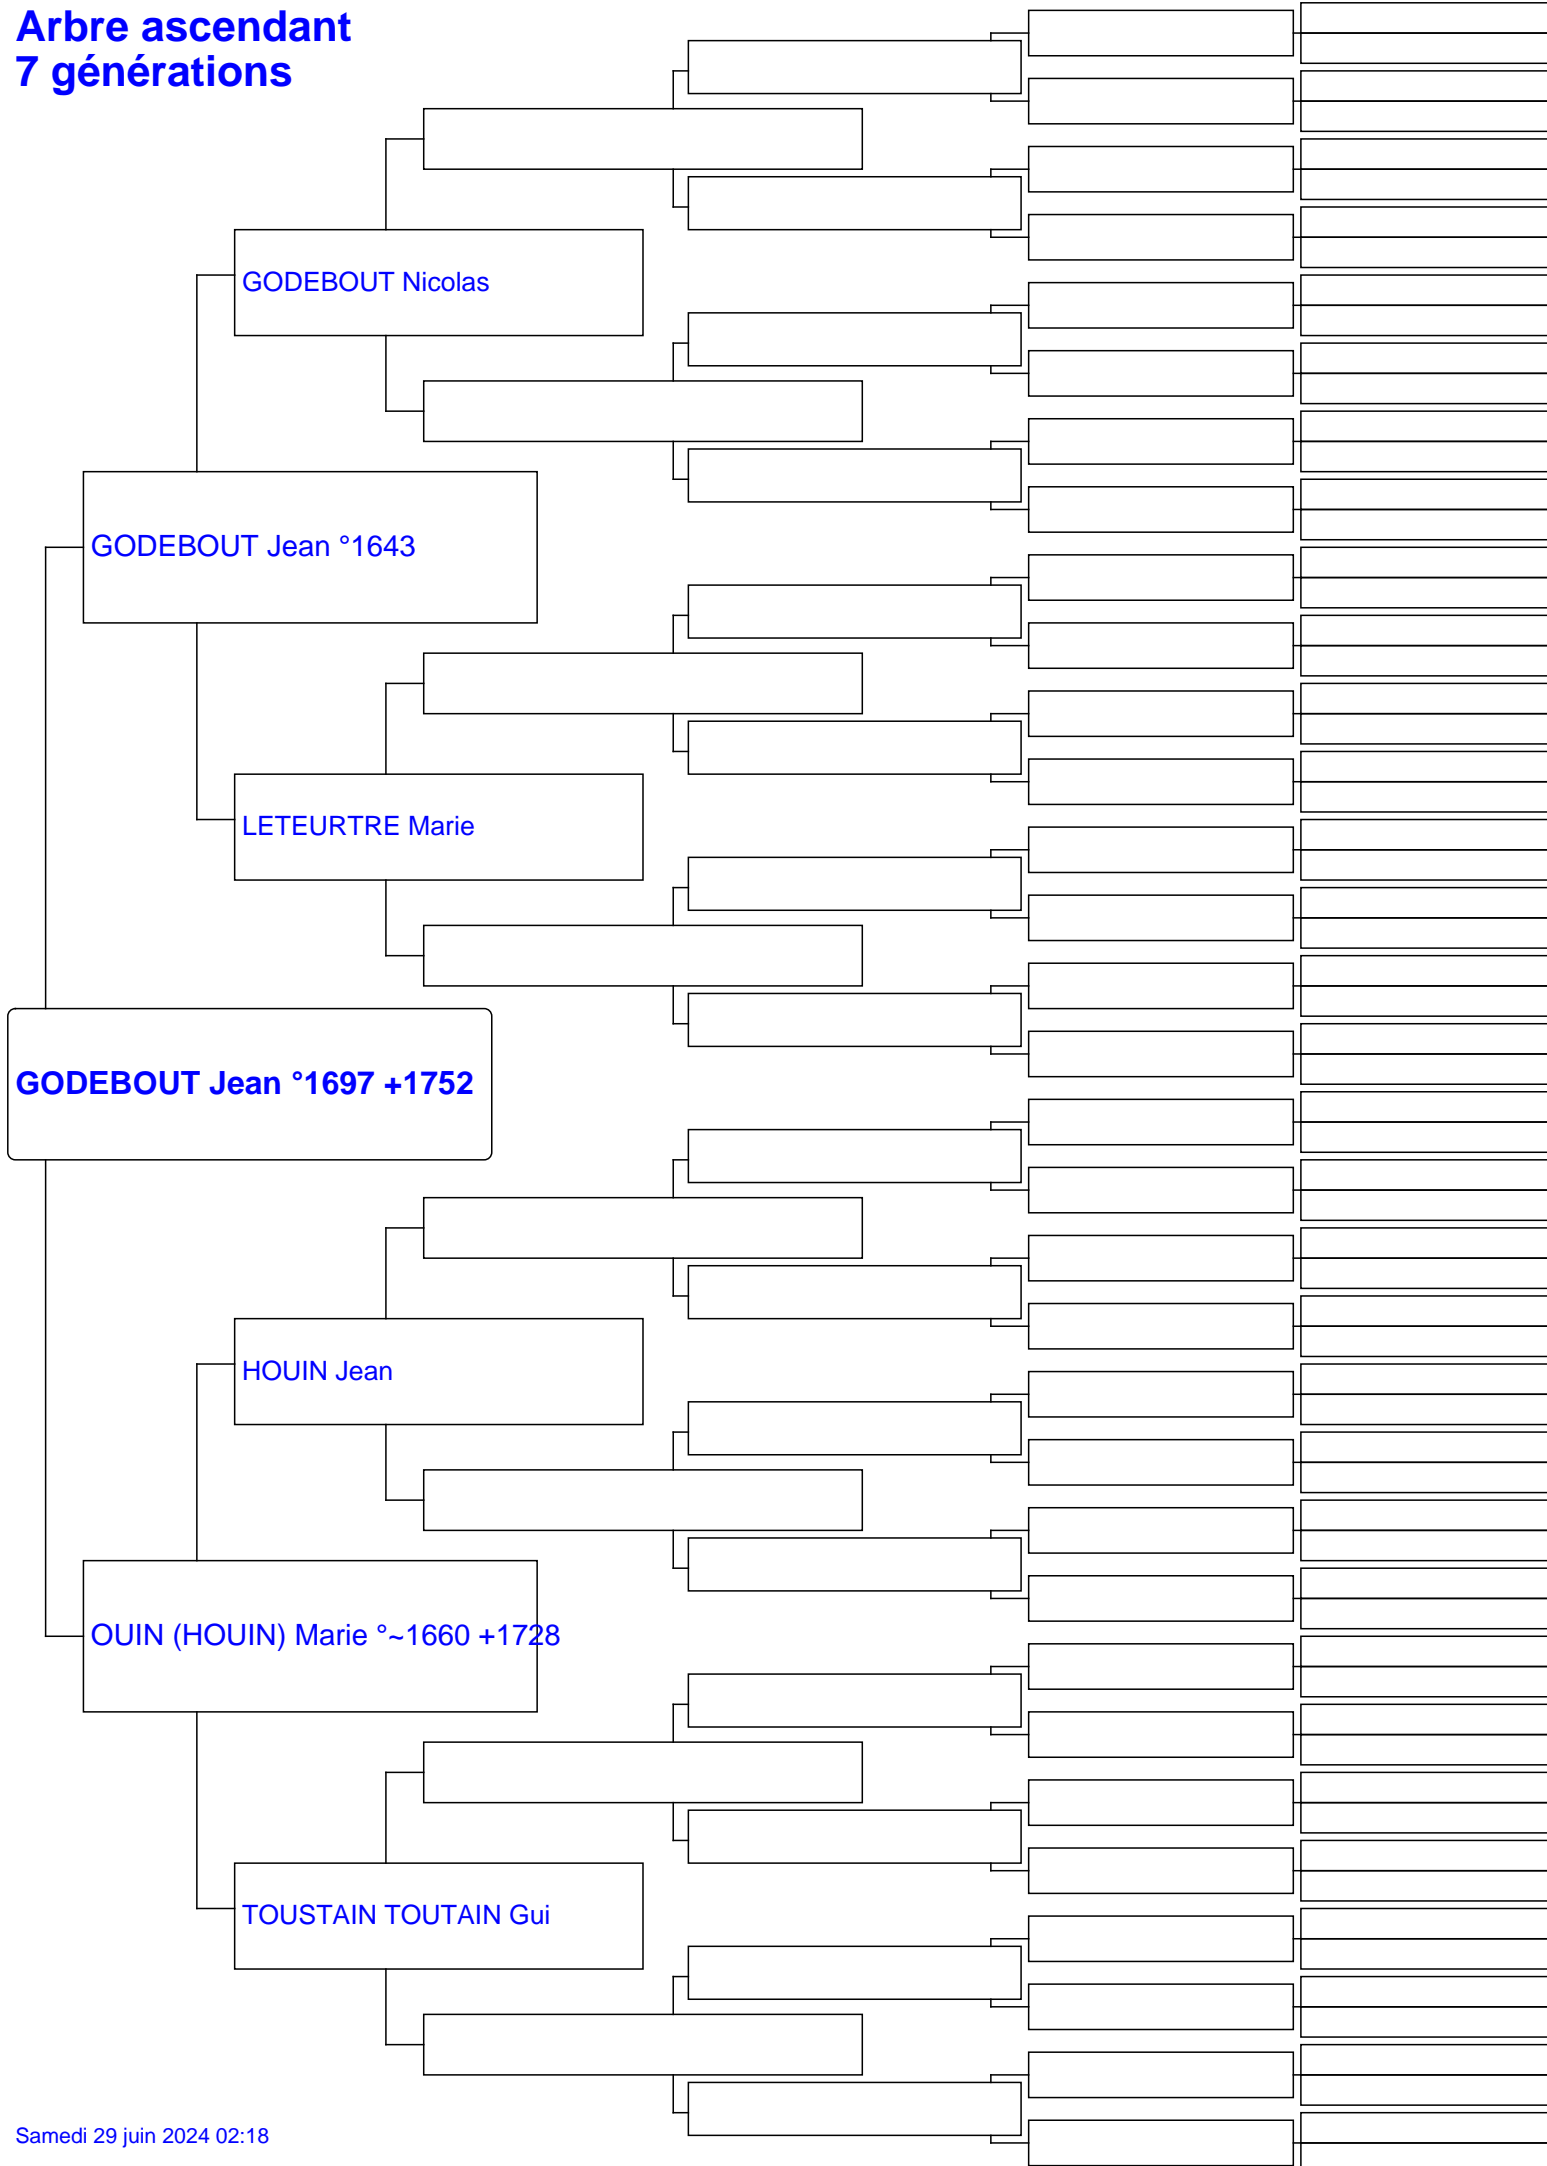 Arbre ascendant
7 générations
GODEBOUT Nicolas
GODEBOUT Jean °1643
LETEURTRE Marie
GODEBOUT Jean °1697 +1752
HOUIN Jean
OUIN (HOUIN) Marie °~1660 +1728
TOUSTAIN TOUTAIN Gui
Samedi 29 juin 2024 02:18